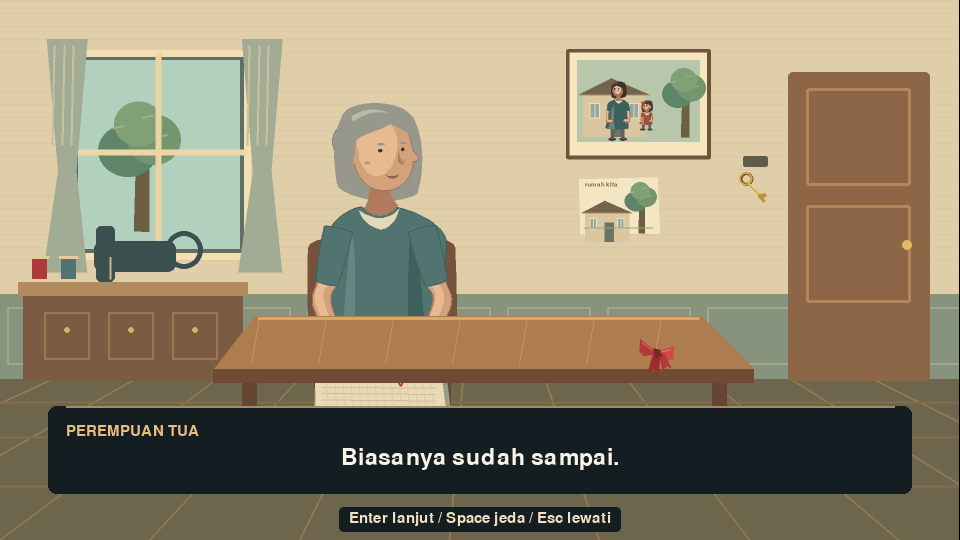 rumah kita
PEREMPUAN TUA
Biasanya sudah sampai.
Enter lanjut / Space jeda / Esc lewati